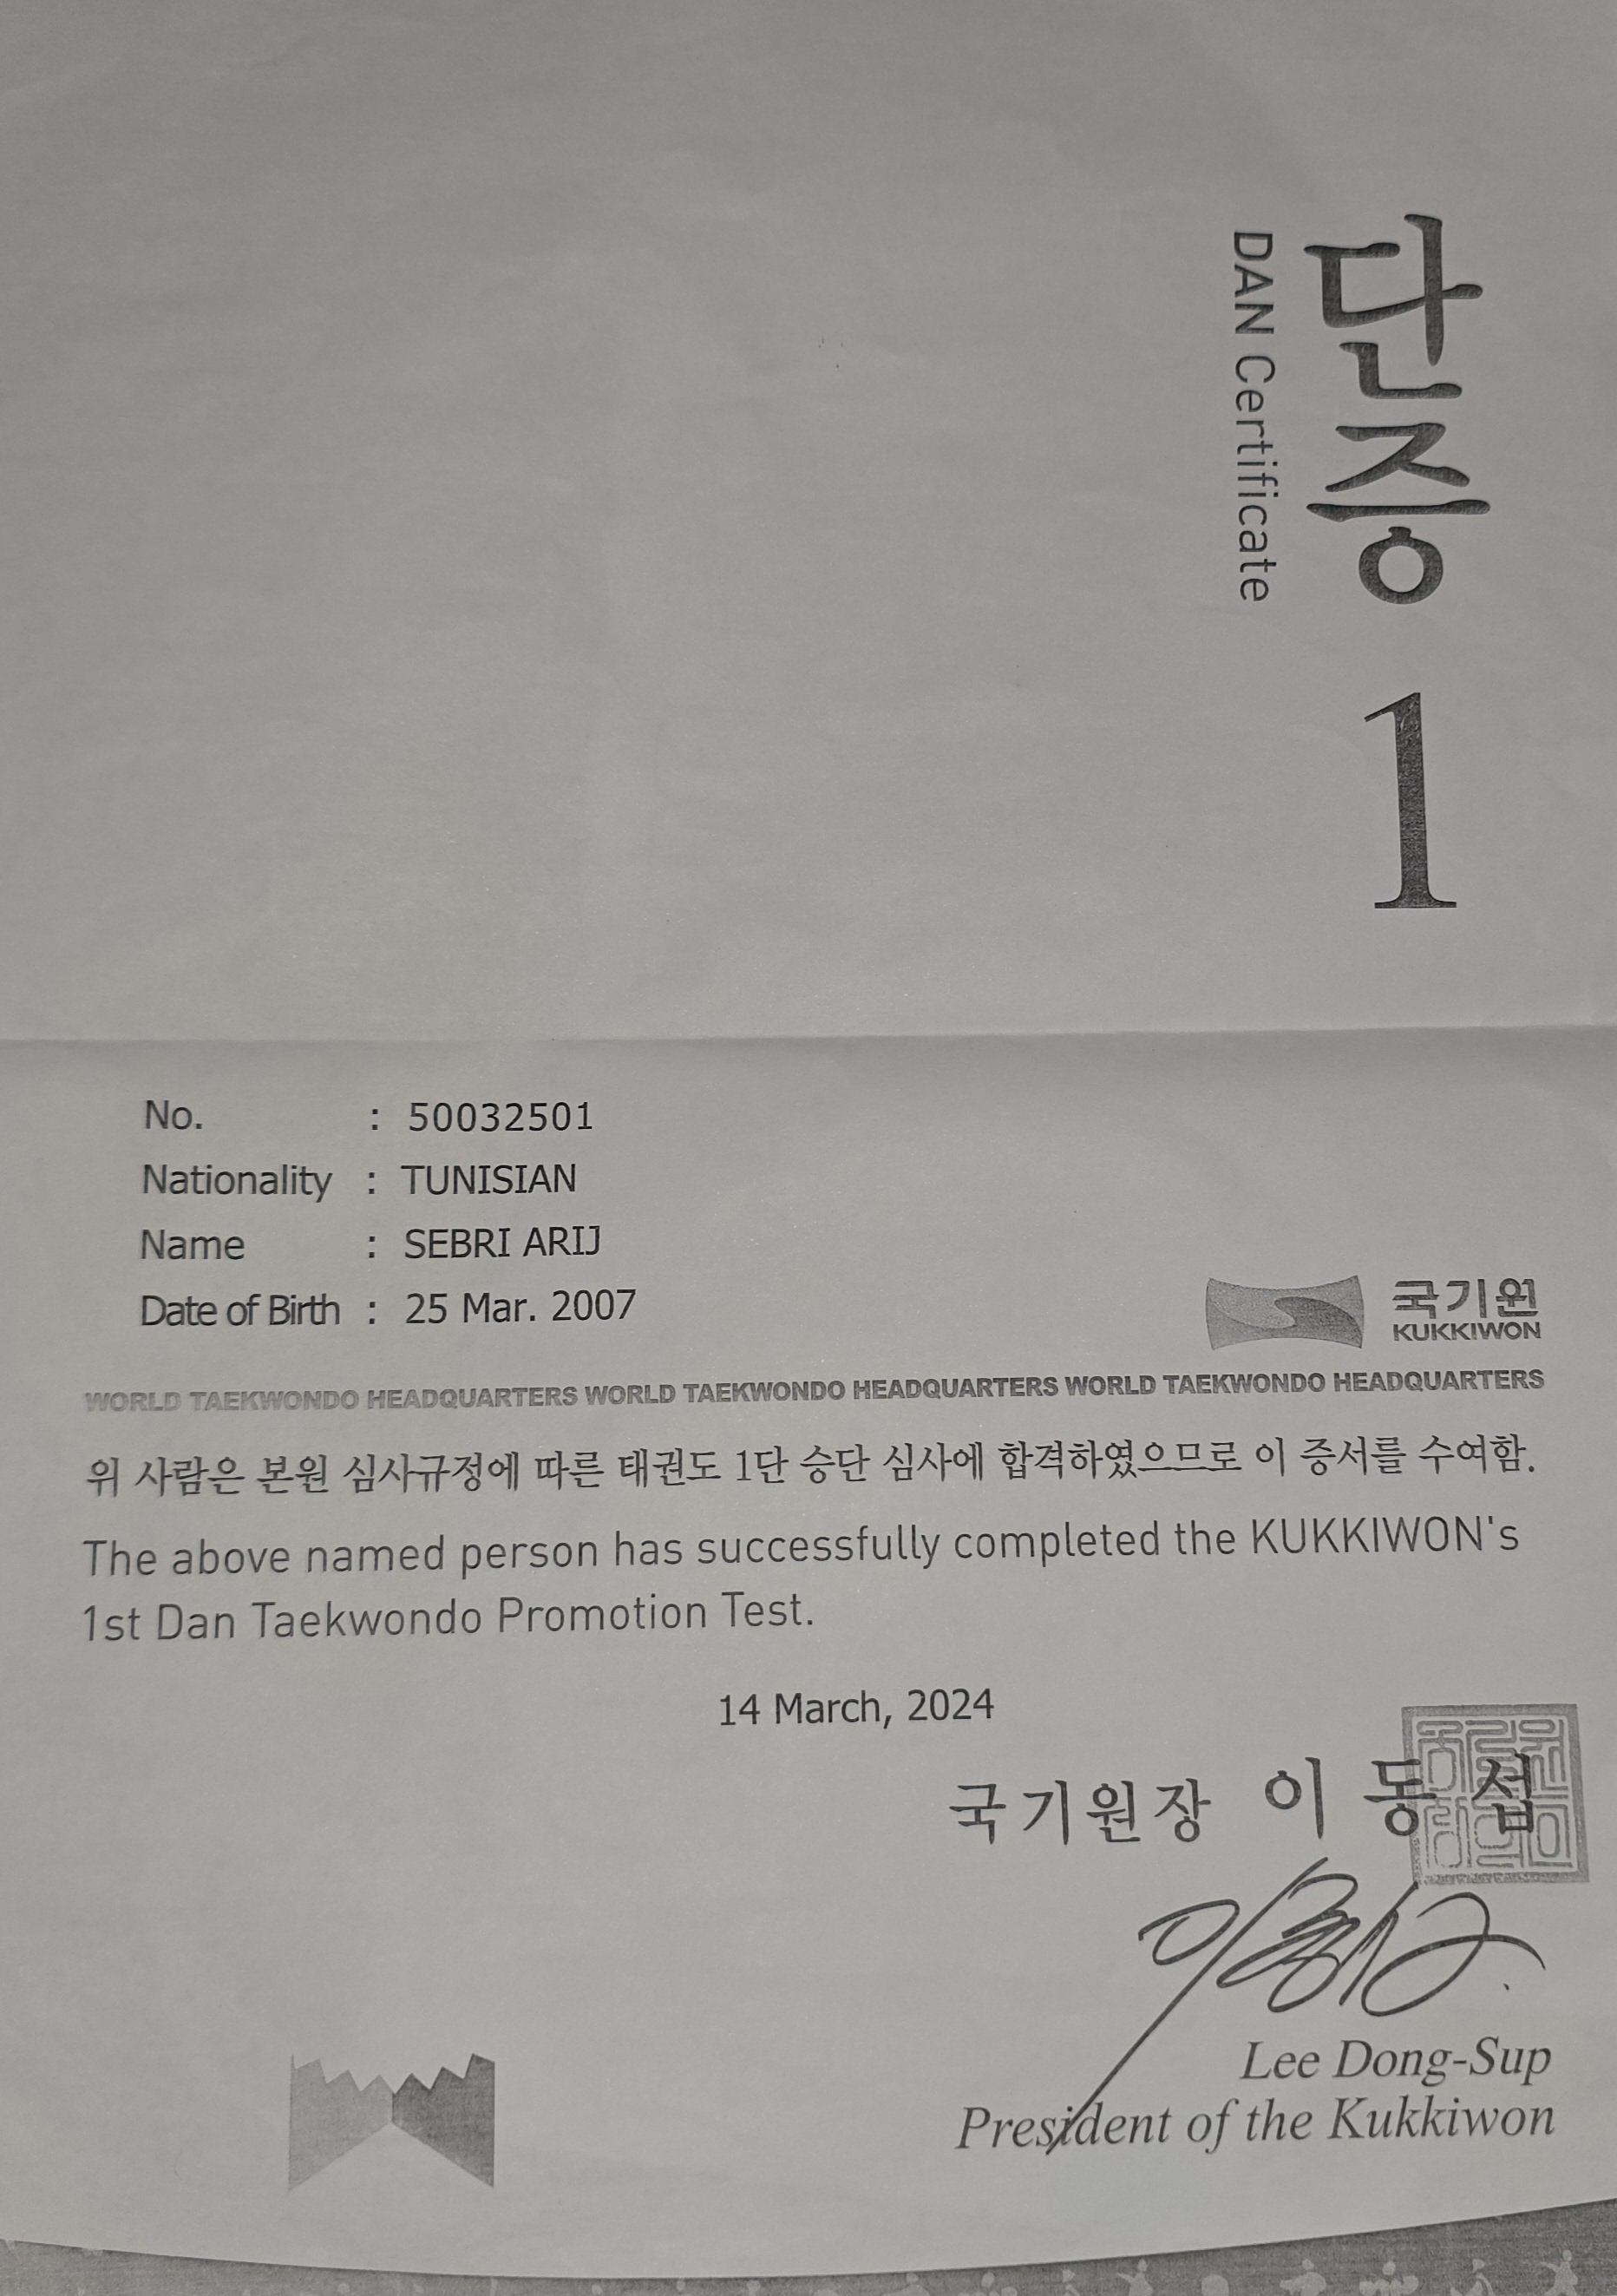 단증
DAN Certificate
1
No. : 50032501
Nationality : TUNISIAN
Name : SEBRI ARIJ
Date of Birth : 25 Mar. 2007
국기원
KUKKIWON
WORLD TAEKWONDO HEADQUARTERS WORLD TAEKWONDO HEADQUARTERS WORLD TAEKWONDO HEADQUARTERS
위 사람은 본원 심사규정에 따른 태권도 1단 승단 심사에 합격하였으므로 이 증서를 수여함.
The above named person has successfully completed the KUKKIWON's
1st Dan Taekwondo Promotion Test.
14 March, 2024
국기원장 이동섭
Lee Dong-Sup
President of the Kukkiwon